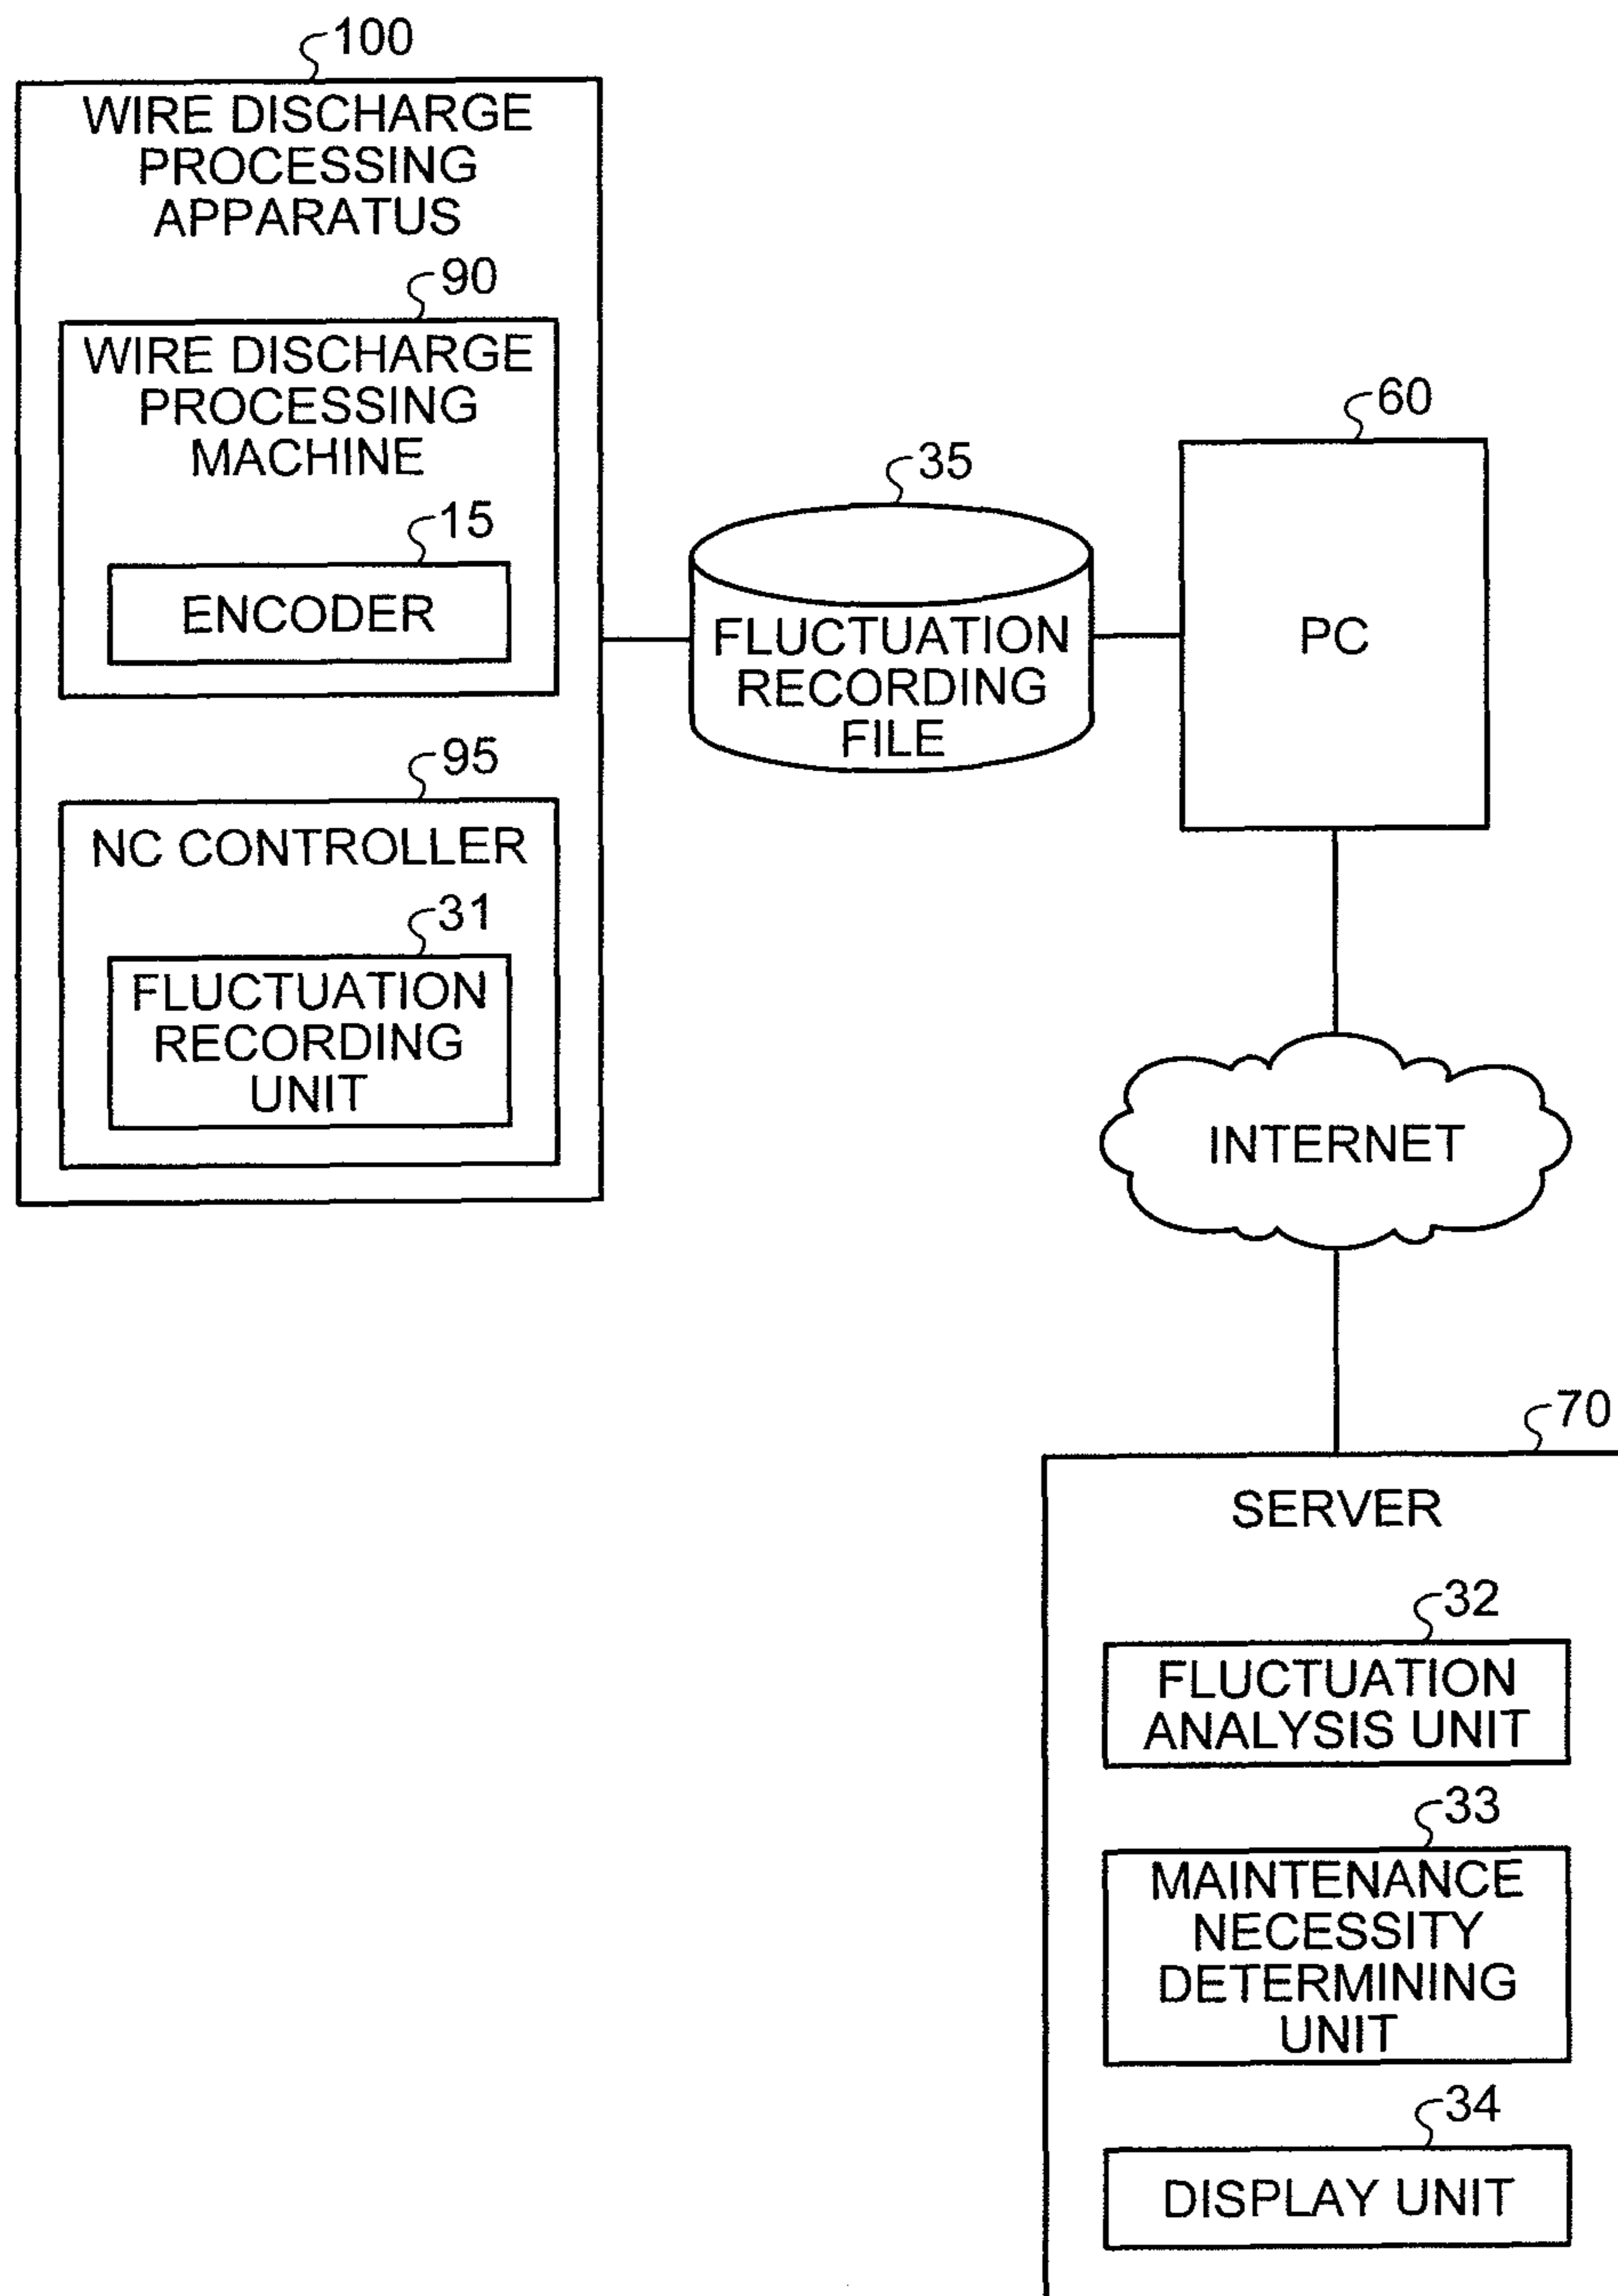 100
WIRE DISCHARGE
PROCESSING
APPARATUS
90
WIRE DISCHARGE
PROCESSING
MACHINE
15
ENCODER
95
NC CONTROLLER
31
FLUCTUATION
RECORDING
UNIT
35
FLUCTUATION
RECORDING
FILE
60
PC
INTERNET
70
SERVER
32
FLUCTUATION
ANALYSIS UNIT
33
MAINTENANCE
NECESSITY
DETERMINING
UNIT
34
DISPLAY UNIT